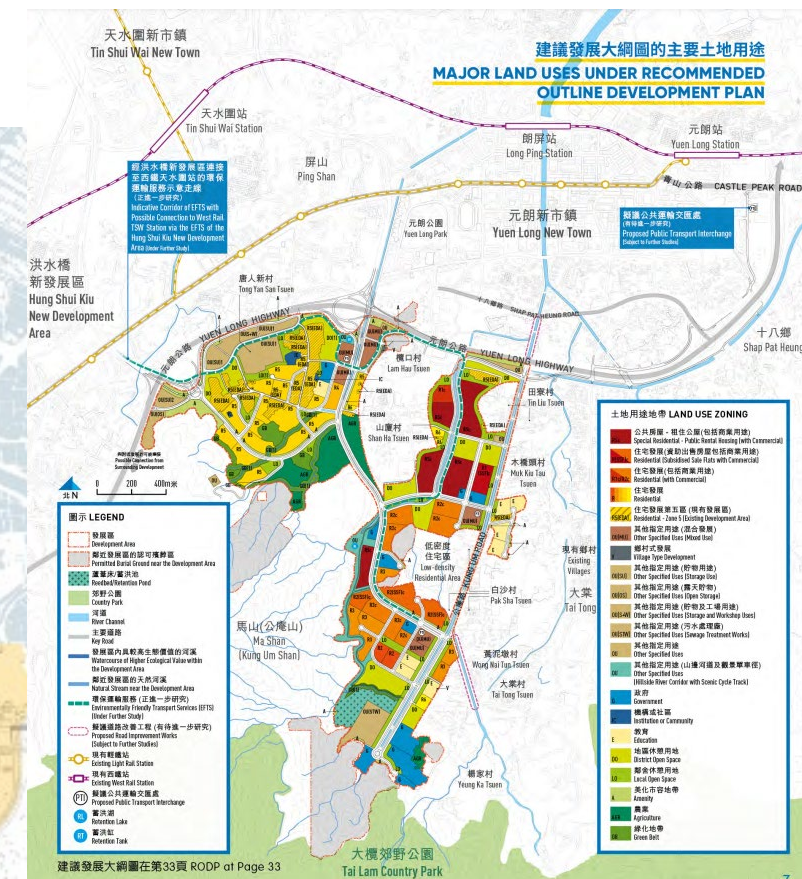 建議發展大綱圖的主要土地用途
MAJOR LAND USES UNDER RECOMMENDED
OUTLINE DEVELOPMENT PLAN
天水圍新市鎮
Tin Shui Wai New Town
天水圍站
Tin Shui Wai Station
朗屏站
Long Ping Station
元朗站
Yuen Long Station
屏山
Ping Shan
青山公路 CASTLE PEAK ROAD
經洪水橋新發展區連接
至西鐵天水圍站的環保
運輸服務示意走線
(正進一步研究)
Indicative Corridor of EFTS with
Possible Connection to West Rail
TSW Station via the EFTS of the
Hung Shui Kiu New Development
Area (Under Further Study)
元朗公園
Yuen Long Park
元朗新市鎮
Yuen Long New Town
擬議公共運輸交匯處
(有待進一步研究)
Proposed Public Transport Interchange
(Subject to Further Studies)
洪水橋
新發展區
Hung Shui Kiu
New Development
Area
唐人新村
Tong Yan San Tsuen
十八鄉路 SHAP PAT HEUNG ROAD
十八鄉
Shap Pat Heung
元朗公路 YUEN LONG HIGHWAY
元朗公路 YUEN LONG HIGHWAY
欖口村
Lam Hau Tsuen
田寮村
Tin Liu Tsuen
山廈村
Shan Ha Tsuen
木橋頭村
Muk Kiu Tau
Tsuen
Possible Connection from
Surrounding Development
北 N
0 200 400m米
低密度
住宅區
Low-density
Residential Area
公庵路 KUNG UM ROAD
現有鄉村
Existing
Villages
大棠
Tai Tong
白沙村
Pak Sha Tsuen
馬山(公庵山)
Ma Shan
(Kung Um Shan)
黃泥墩村
Wong Nai Tun Tsuen
大棠村
Tai Tong Tsuen
楊家村
Yeung Ka Tsuen
大欖郊野公園
Tai Lam Country Park
圖示 LEGEND
發展區
Development Area
鄰近發展區的認可殯葬區
Permitted Burial Ground near the Development Area
蘆葦床/蓄洪池
Reedbed/Retention Pond
郊野公園
Country Park
河道
River Channel
主要道路
Key Road
發展區內具較高生態價值的河溪
Watercourse of Higher Ecological Value within
the Development Area
鄰近發展區的天然河溪
Natural Stream near the Development Area
環保運輸服務 (正進一步研究)
Environmentally Friendly Transport Services (EFTS)
(Under Further Study)
擬議道路改善工程 (有待進一步研究)
Proposed Road Improvement Works
(Subject to Further Studies)
現有輕鐵站
Existing Light Rail Station
現有西鐵站
Existing West Rail Station
PTI 擬議公共運輸交匯處
Proposed Public Transport Interchange
RL 蓄洪湖
Retention Lake
RT 蓄洪缸
Retention Tank
土地用途地帶 LAND USE ZONING
公共房屋 - 租住公屋(包括商業用途)
Special Residential - Public Rental Housing (with Commercial)
住宅發展(資助出售房屋包括商業用途)
Residential (Subsidised Sale Flats with Commercial)
住宅發展(包括商業用途)
Residential (with Commercial)
住宅發展
Residential
住宅發展第五區 (現有發展區)
Residential - Zone 5 (Existing Development Area)
其他指定用途 (混合發展)
Other Specified Uses (Mixed Use)
鄉村式發展
Village Type Development
其他指定用途 (貯物用途)
Other Specified Uses (Storage Use)
其他指定用途 (露天貯物)
Other Specified Uses (Open Storage)
其他指定用途 (貯物及工場用途)
Other Specified Uses (Storage and Workshop Uses)
其他指定用途 (污水處理廠)
Other Specified Uses (Sewage Treatment Works)
其他指定用途
Other Specified Uses
其他指定用途 (山邊河道及觀景單車徑)
Other Specified Uses
(Hillside River Corridor with Scenic Cycle Track)
政府
Government
機構或社區
Institution or Community
教育
Education
地區休憩用地
District Open Space
鄰舍休憩用地
Local Open Space
美化市容地帶
Amenity
農業
Agriculture
綠化地帶
Green Belt
建議發展大綱圖在第33頁 RODP at Page 33